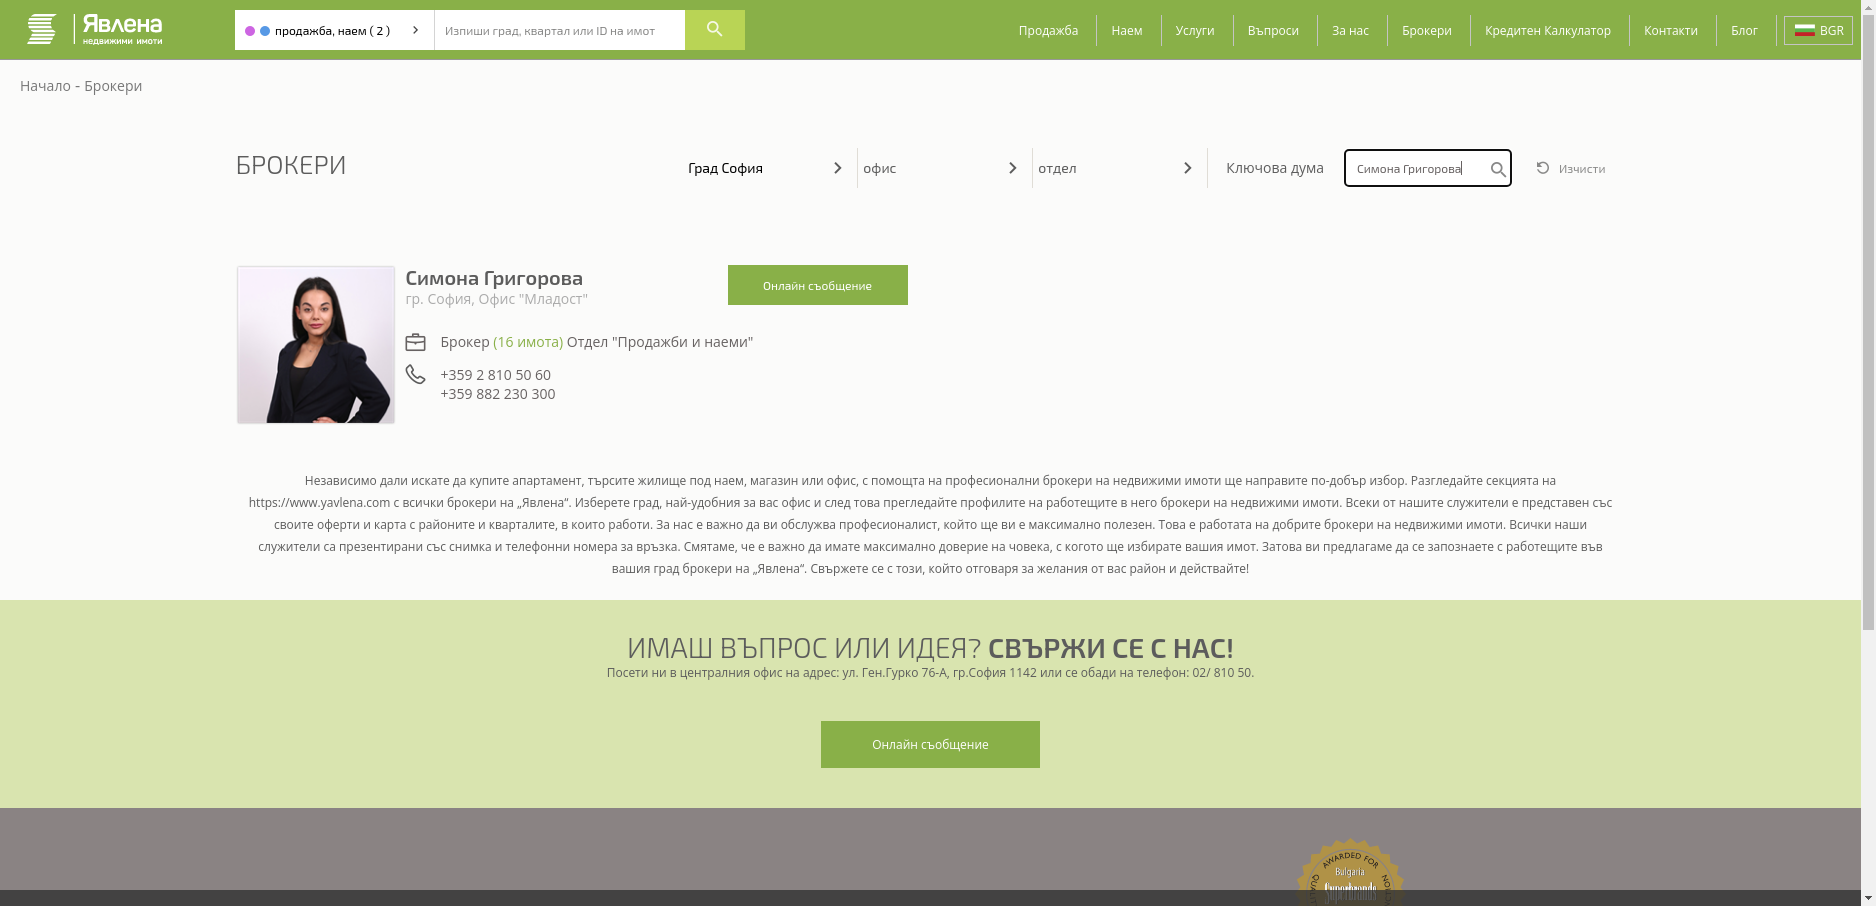 Явлена
недвижими имоти
продажба, наем ( 2 )
Изпиши град, квартал или ID на имот
Продажба
Наем
Услуги
Въпроси
За нас
Брокери
Кредитен Калкулатор
Контакти
Блог
BGR
Начало - Брокери
БРОКЕРИ
Град София
офис
отдел
Ключова дума
Симона Григорова
Изчисти
Симона Григорова
гр. София, Офис "Младост"
Онлайн съобщение
Брокер (16 имота) Отдел "Продажби и наеми"
+359 2 810 50 60
+359 882 230 300
Независимо дали искате да купите апартамент, търсите жилище под наем, магазин или офис, с помощта на професионални брокери на недвижими имоти ще направите по-добър избор. Разгледайте секцията на
https://www.yavlena.com с всички брокери на „Явлена“. Изберете град, най-удобния за вас офис и след това прегледайте профилите на работещите в него брокери на недвижими имоти. Всеки от нашите служители е представен със
своите оферти и карта с районите и кварталите, в които работи. За нас е важно да ви обслужва професионалист, който ще ви е максимално полезен. Това е работата на добрите брокери на недвижими имоти. Всички наши
служители са презентирани със снимка и телефонни номера за връзка. Смятаме, че е важно да имате максимално доверие на човека, с когото ще избирате вашия имот. Затова ви предлагаме да се запознаете с работещите във
вашия град брокери на „Явлена“. Свържете се с този, който отговаря за желания от вас район и действайте!
ИМАШ ВЪПРОС ИЛИ ИДЕЯ? СВЪРЖИ СЕ С НАС!
Посети ни в централния офис на адрес: ул. Ген.Гурко 76-А, гр.София 1142 или се обади на телефон: 02/ 810 50.
Онлайн съобщение
AWARDED FOR
Bulgaria
Superbrands